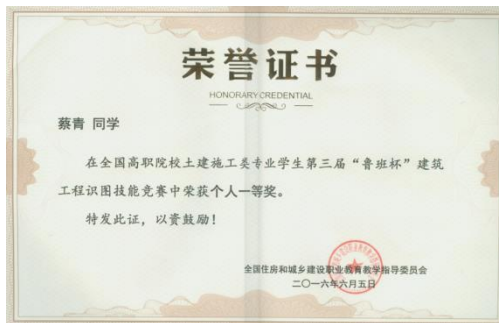 荣誉证书
HONORARY CREDENTIAL
蔡青 同学
在全国高职院校土建施工类专业学生第三届“鲁班杯”建筑
工程识图技能竞赛中荣获个人一等奖。
特发此证，以资鼓励！
全国住房和城乡建设职业教育教学指导委员会
二〇一六年六月五日